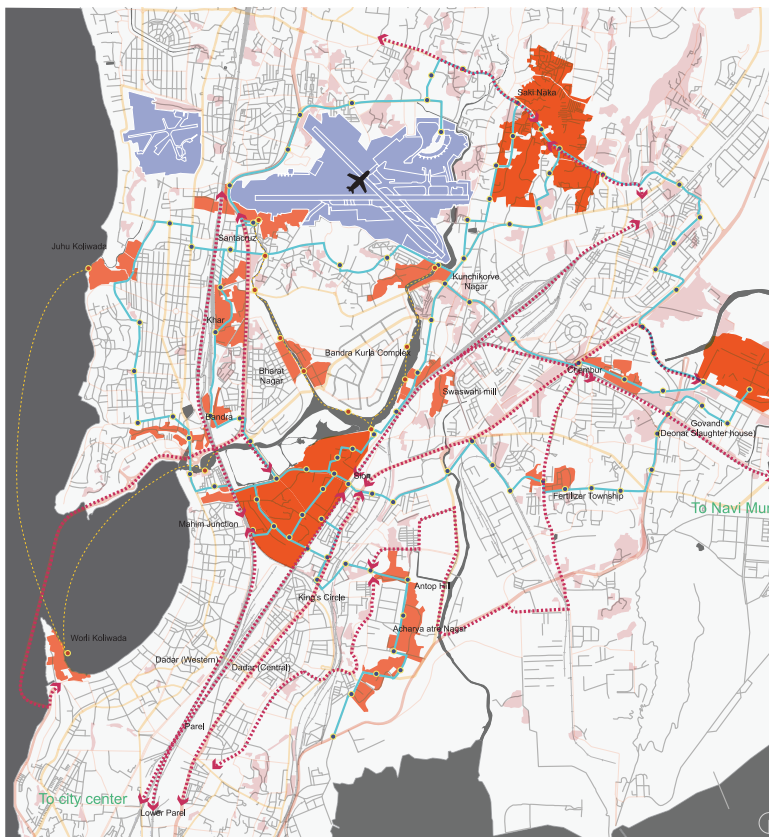 Saki Naka
Santacruz
Juhu Koliwada
Kunchikorve
Nagar
Khar
Bandra Kurla Complex
Bharat
Nagar
Chembur
Swaswahi mill
Bandra
Govandi
(Deonar Slaughter house)
Sion
Fertilizer Township
To Navi Mum
Mahim Junction
Antop Hill
King's Circle
Acharya atre Nagar
Worli Koliwada
Dadar (Western)
Dadar (Central)
Parel
To city center
Lower Parel